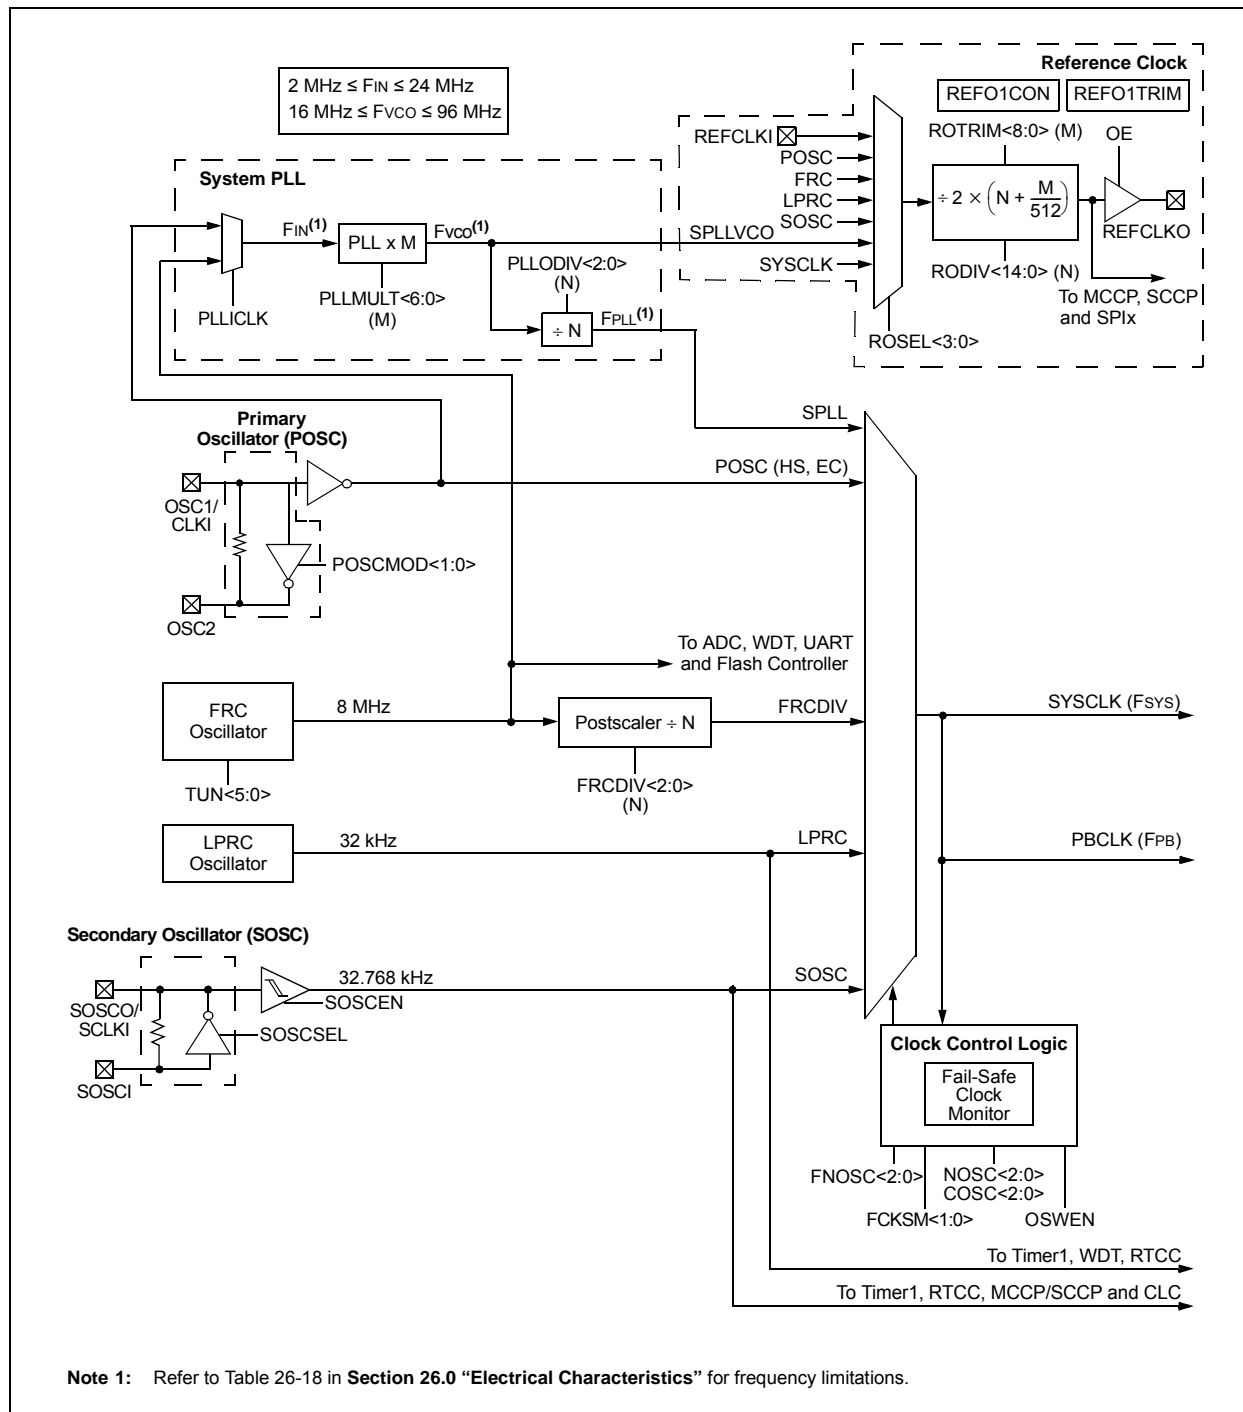 2 MHz ≤ FIN ≤ 24 MHz
16 MHz ≤ FVCO ≤ 96 MHz
Reference Clock
REFO1CON
REFO1TRIM
ROTRIM<8:0> (M)
OE
REFCLKI
POSC
FRC
LPRC
SOSC
SPLLVCO
SYSCLK
÷ 2 × (N + M/512)
REFCLKO
RODIV<14:0> (N)
To MCCP, SCCP
and SPIx
ROSEL<3:0>
System PLL
FIN(1)
PLL x M
FVCO(1)
PLLICLK
PLLMULT<6:0>
(M)
PLLODIV<2:0>
(N)
÷ N
FPLL(1)
Primary
Oscillator (POSC)
OSC1/
CLKI
POSCMOD<1:0>
OSC2
SPLL
POSC (HS, EC)
To ADC, WDT, UART
and Flash Controller
FRC
Oscillator
8 MHz
Postscaler ÷ N
FRCDIV
TUN<5:0>
FRCDIV<2:0>
(N)
SYSCLK (FSYS)
LPRC
Oscillator
32 kHz
LPRC
PBCLK (FPB)
Secondary Oscillator (SOSC)
32.768 kHz
SOSC
SOSCO/
SCLKI
SOSCEN
SOSCSEL
SOSCI
Clock Control Logic
Fail-Safe
Clock
Monitor
FNOSC<2:0>
NOSC<2:0>
COSC<2:0>
FCKSM<1:0>
OSWEN
To Timer1, WDT, RTCC
To Timer1, RTCC, MCCP/SCCP and CLC
Note 1: Refer to Table 26-18 in Section 26.0 “Electrical Characteristics” for frequency limitations.